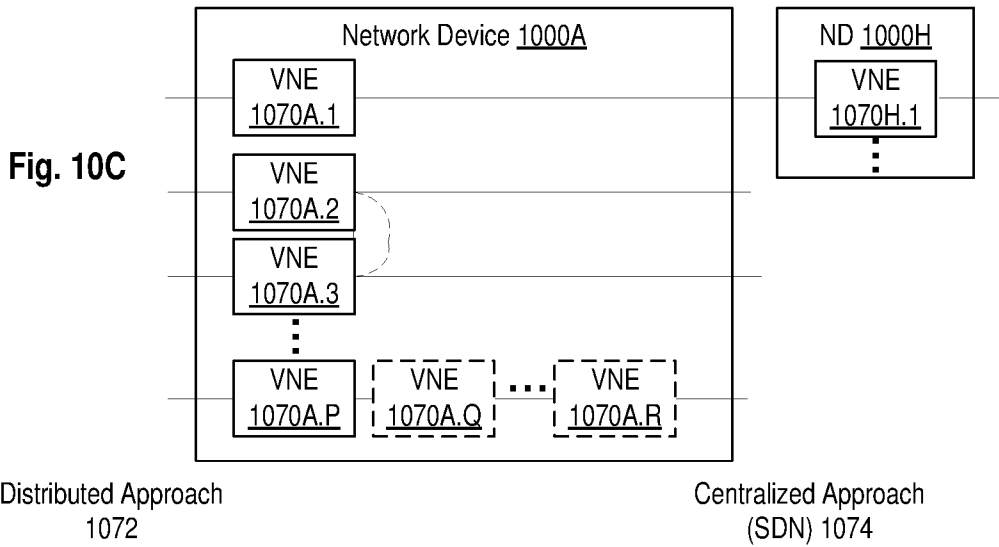 Network Device 1000A
ND 1000H
VNE
1070A.1
VNE
1070H.1
Fig. 10C
VNE
1070A.2
VNE
1070A.3
VNE
1070A.P
VNE
1070A.Q
VNE
1070A.R
Distributed Approach
1072
Centralized Approach
(SDN) 1074